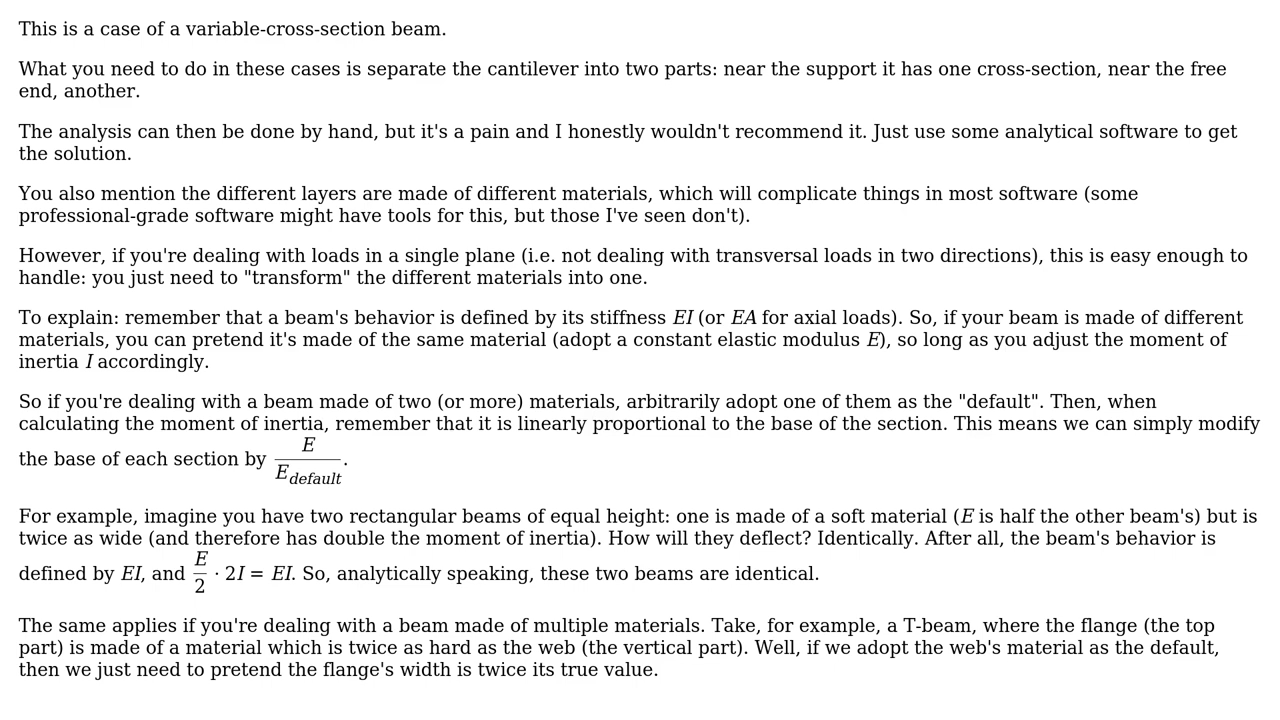 This is a case of a variable-cross-section beam.
What you need to do in these cases is separate the cantilever into two parts: near the support it has one cross-section, near the free
end, another.
The analysis can then be done by hand, but it's a pain and I honestly wouldn't recommend it. Just use some analytical software to get
the solution.
You also mention the different layers are made of different materials, which will complicate things in most software (some
professional-grade software might have tools for this, but those I've seen don't).
However, if you're dealing with loads in a single plane (i.e. not dealing with transversal loads in two directions), this is easy enough to
handle: you just need to "transform" the different materials into one.
To explain: remember that a beam's behavior is defined by its stiffness EI (or EA for axial loads). So, if your beam is made of different
materials, you can pretend it's made of the same material (adopt a constant elastic modulus E), so long as you adjust the moment of
inertia I accordingly.
So if you're dealing with a beam made of two (or more) materials, arbitrarily adopt one of them as the "default". Then, when
calculating the moment of inertia, remember that it is linearly proportional to the base of the section. This means we can simply modify
the base of each section by \frac{E}{E_{default}}.
For example, imagine you have two rectangular beams of equal height: one is made of a soft material (E is half the other beam's) but is
twice as wide (and therefore has double the moment of inertia). How will they deflect? Identically. After all, the beam's behavior is
defined by EI, and \frac{E}{2} · 2I = EI. So, analytically speaking, these two beams are identical.
The same applies if you're dealing with a beam made of multiple materials. Take, for example, a T-beam, where the flange (the top
part) is made of a material which is twice as hard as the web (the vertical part). Well, if we adopt the web's material as the default,
then we just need to pretend the flange's width is twice its true value.